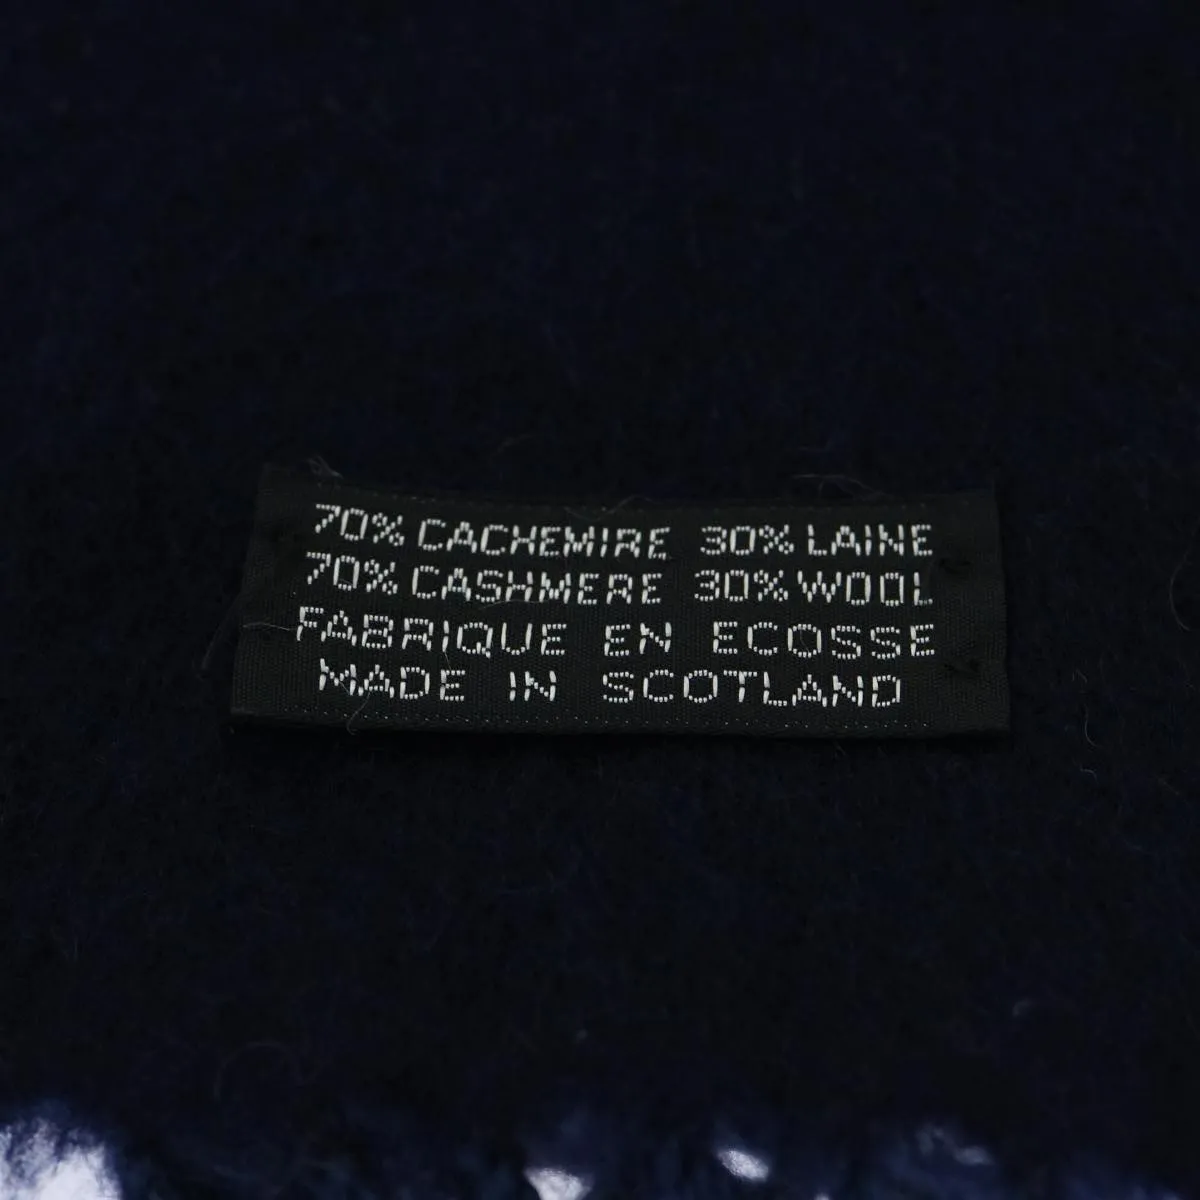 70% CACHEMIRE 30% LAINE
70% CASHMERE 30% WOOL
FABRIQUE EN ECOSSE
MADE IN SCOTLAND